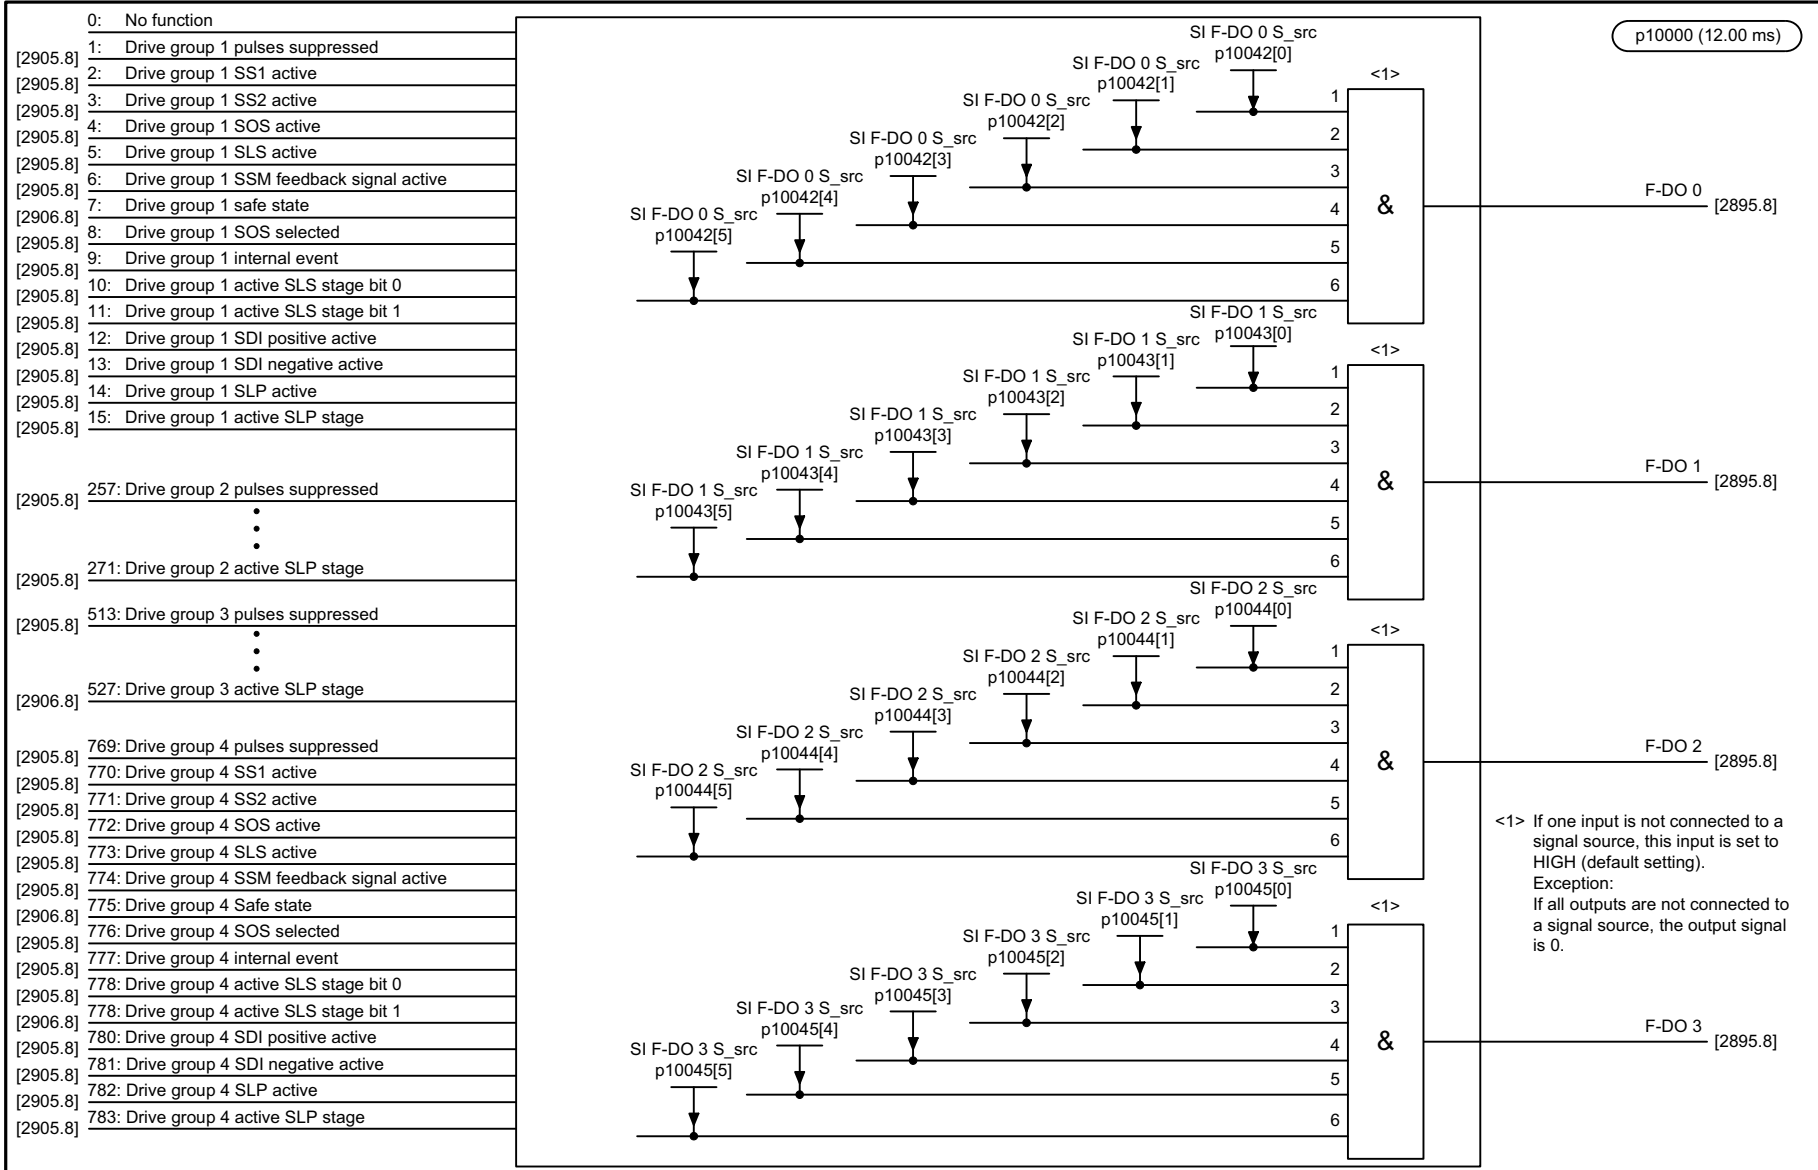 0: No function
[2905.8] 1: Drive group 1 pulses suppressed
[2905.8] 2: Drive group 1 SS1 active
[2905.8] 3: Drive group 1 SS2 active
[2905.8] 4: Drive group 1 SOS active
[2905.8] 5: Drive group 1 SLS active
[2905.8] 6: Drive group 1 SSM feedback signal active
[2906.8] 7: Drive group 1 safe state
[2905.8] 8: Drive group 1 SOS selected
[2905.8] 9: Drive group 1 internal event
[2905.8] 10: Drive group 1 active SLS stage bit 0
[2905.8] 11: Drive group 1 active SLS stage bit 1
[2905.8] 12: Drive group 1 SDI positive active
[2905.8] 13: Drive group 1 SDI negative active
[2905.8] 14: Drive group 1 SLP active
[2905.8] 15: Drive group 1 active SLP stage
[2905.8] 257: Drive group 2 pulses suppressed
[2905.8] 271: Drive group 2 active SLP stage
[2905.8] 513: Drive group 3 pulses suppressed
[2906.8] 527: Drive group 3 active SLP stage
[2905.8] 769: Drive group 4 pulses suppressed
[2905.8] 770: Drive group 4 SS1 active
[2905.8] 771: Drive group 4 SS2 active
[2905.8] 772: Drive group 4 SOS active
[2905.8] 773: Drive group 4 SLS active
[2905.8] 774: Drive group 4 SSM feedback signal active
[2906.8] 775: Drive group 4 Safe state
[2905.8] 776: Drive group 4 SOS selected
[2905.8] 777: Drive group 4 internal event
[2905.8] 778: Drive group 4 active SLS stage bit 0
[2906.8] 778: Drive group 4 active SLS stage bit 1
[2905.8] 780: Drive group 4 SDI positive active
[2905.8] 781: Drive group 4 SDI negative active
[2905.8] 782: Drive group 4 SLP active
[2905.8] 783: Drive group 4 active SLP stage
p10000 (12.00 ms)
SI F-DO 0 S_src
p10042[0]
SI F-DO 0 S_src
p10042[1]
SI F-DO 0 S_src
p10042[2]
SI F-DO 0 S_src
p10042[3]
SI F-DO 0 S_src
p10042[4]
SI F-DO 0 S_src
p10042[5]
<1>
1
2
3
4
5
6
&
F-DO 0
[2895.8]
SI F-DO 1 S_src
p10043[0]
SI F-DO 1 S_src
p10043[1]
SI F-DO 1 S_src
p10043[2]
SI F-DO 1 S_src
p10043[3]
SI F-DO 1 S_src
p10043[4]
SI F-DO 1 S_src
p10043[5]
<1>
1
2
3
4
5
6
&
F-DO 1
[2895.8]
SI F-DO 2 S_src
p10044[0]
SI F-DO 2 S_src
p10044[1]
SI F-DO 2 S_src
p10044[2]
SI F-DO 2 S_src
p10044[3]
SI F-DO 2 S_src
p10044[4]
SI F-DO 2 S_src
p10044[5]
<1>
1
2
3
4
5
6
&
F-DO 2
[2895.8]
SI F-DO 3 S_src
p10045[0]
SI F-DO 3 S_src
p10045[1]
SI F-DO 3 S_src
p10045[2]
SI F-DO 3 S_src
p10045[3]
SI F-DO 3 S_src
p10045[4]
SI F-DO 3 S_src
p10045[5]
<1>
1
2
3
4
5
6
&
F-DO 3
[2895.8]
<1> If one input is not connected to a
signal source, this input is set to
HIGH (default setting).
Exception:
If all outputs are not connected to
a signal source, the output signal
is 0.